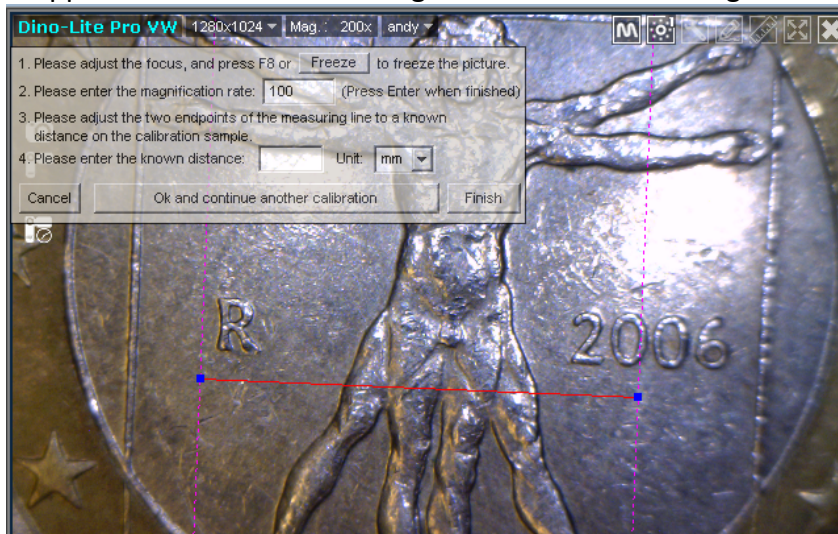 Dino-Lite Pro VW 1280x1024 Mag.: 200x andy
1. Please adjust the focus, and press F8 or Freeze to freeze the picture.
2. Please enter the magnification rate: 100 (Press Enter when finished)
3. Please adjust the two endpoints of the measuring line to a known
distance on the calibration sample.
4. Please enter the known distance: Unit: mm
Cancel Ok and continue another calibration Finish
R 2006